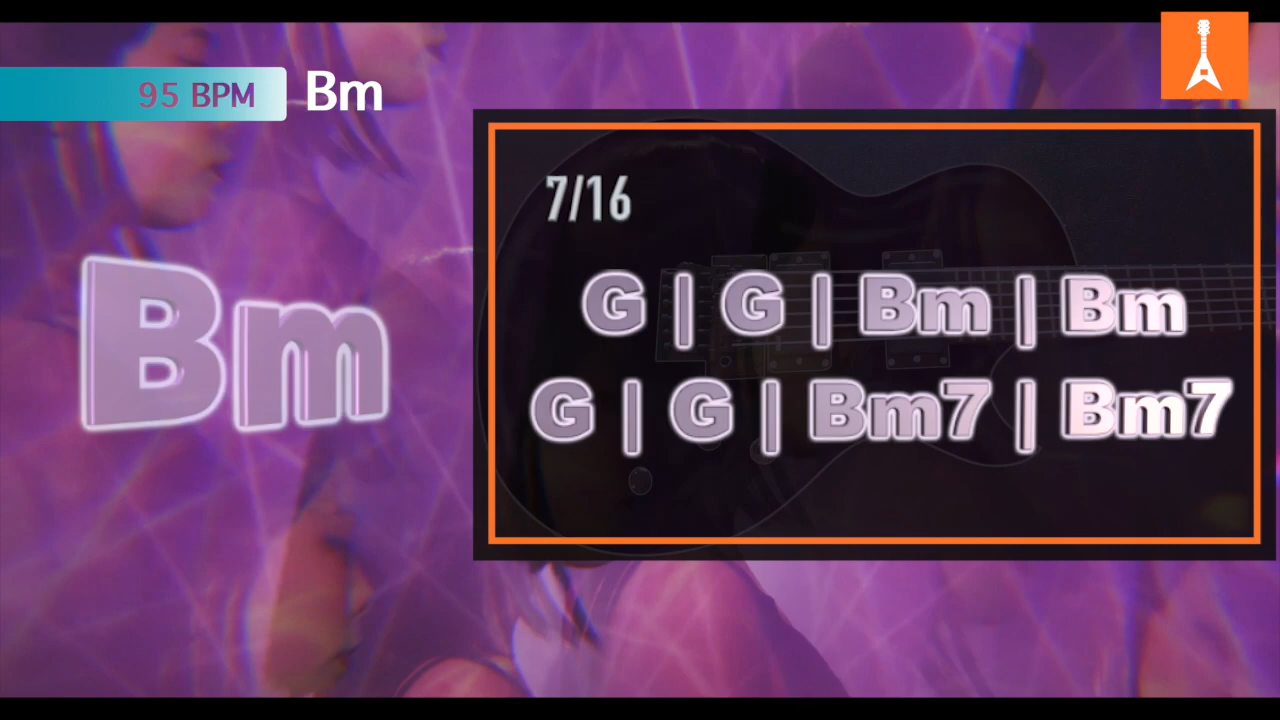 95 BPM
Bm
Bm
7/16
G | G | Bm | Bm
G | G | Bm7 | Bm7